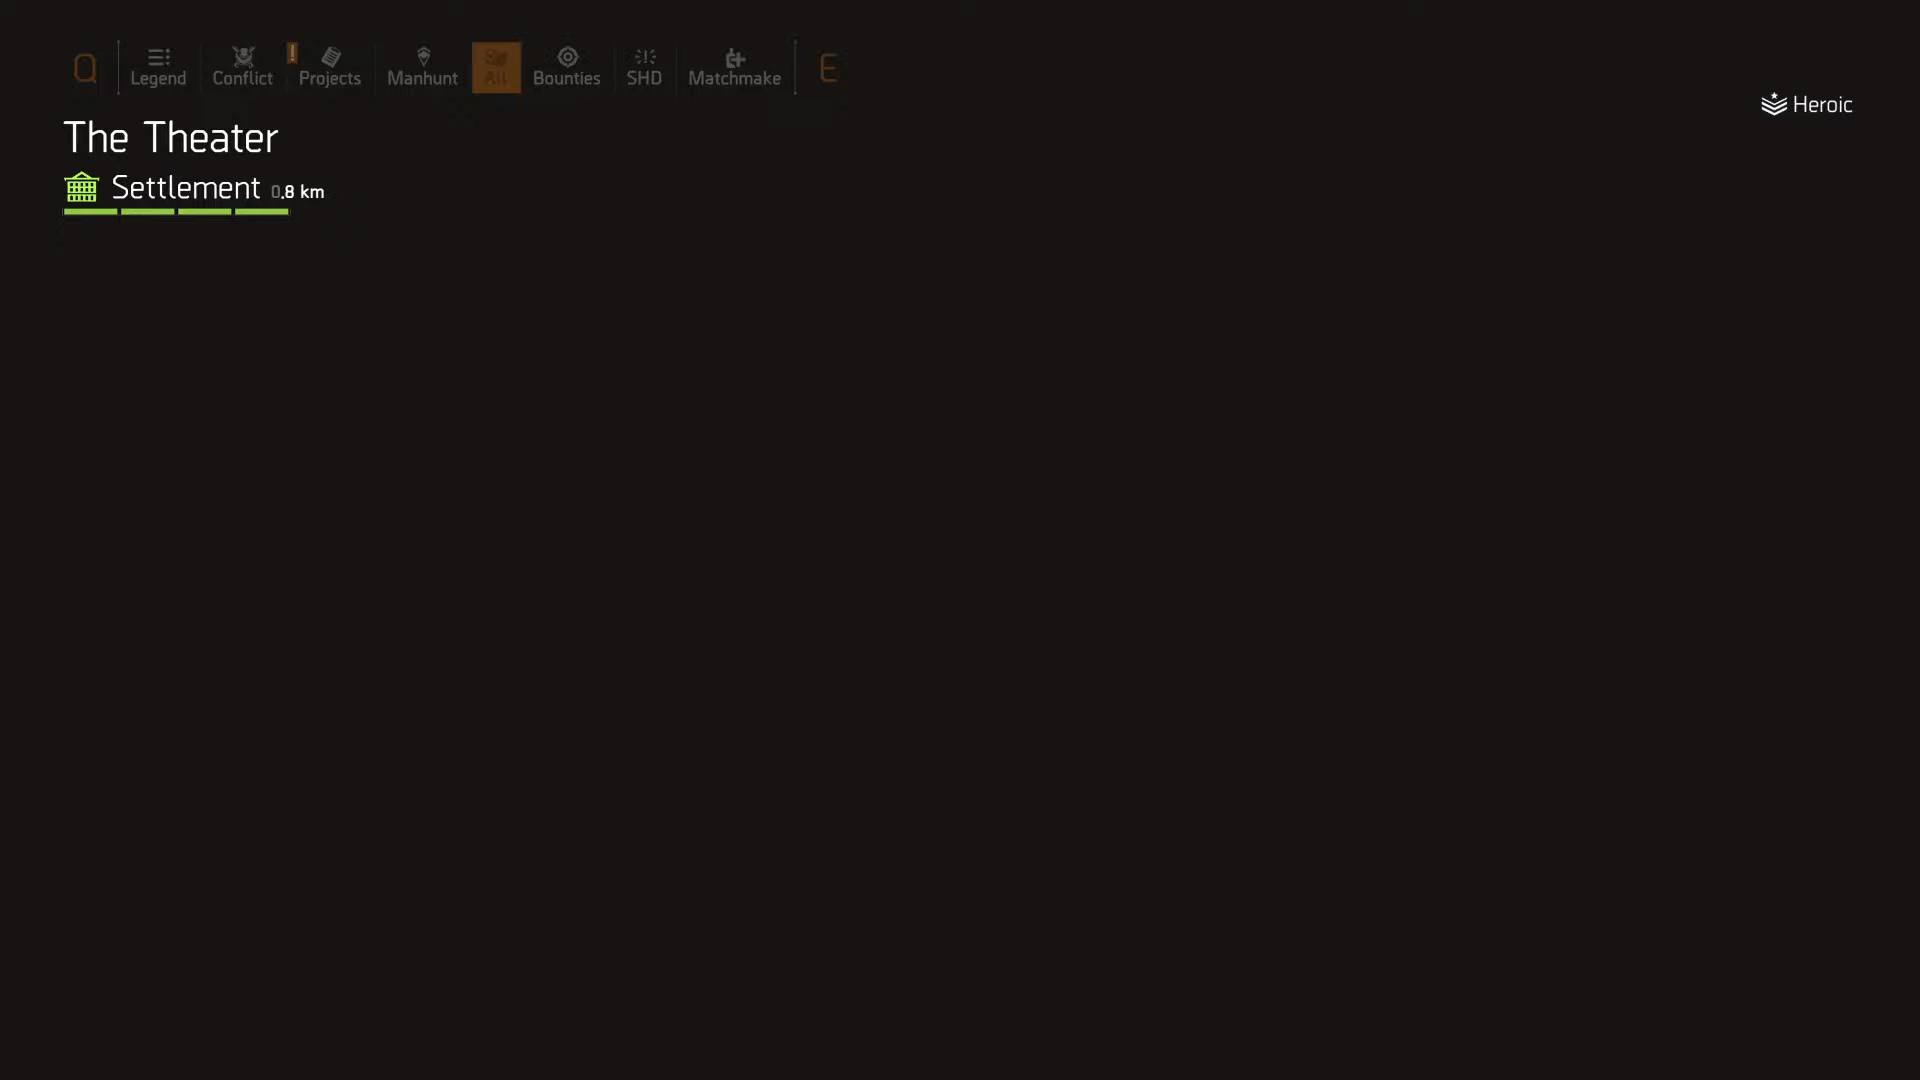 Q Legend Conflict ! Projects Manhunt All Bounties SHD Matchmake E
Heroic
The Theater
Settlement 0.8 km